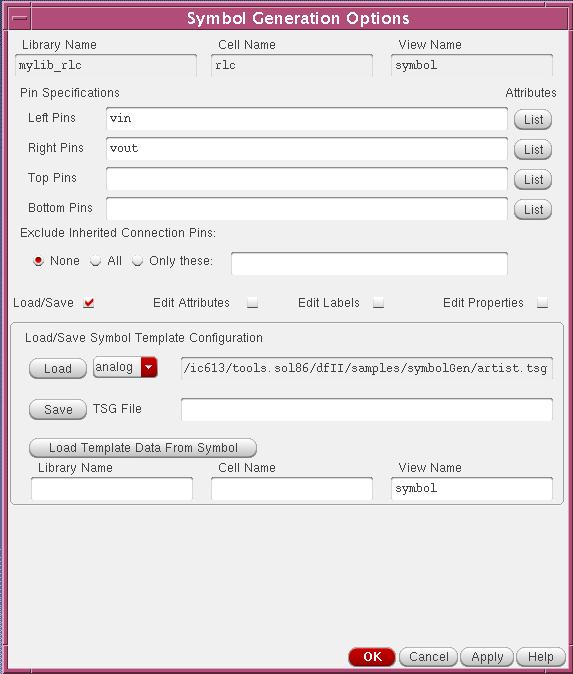 Symbol Generation Options
Library Name Cell Name View Name
mylib_rlc rlc symbol
Pin Specifications Attributes
Left Pins vin List
Right Pins vout List
Top Pins List
Bottom Pins List
Exclude Inherited Connection Pins:
None All Only these:
Load/Save Edit Attributes Edit Labels Edit Properties
Load/Save Symbol Template Configuration
Load analog /ic613/tools.sol86/dfII/samples/symbolGen/artist.tsg
Save TSG File
Load Template Data From Symbol
Library Name Cell Name View Name
symbol
OK Cancel Apply Help